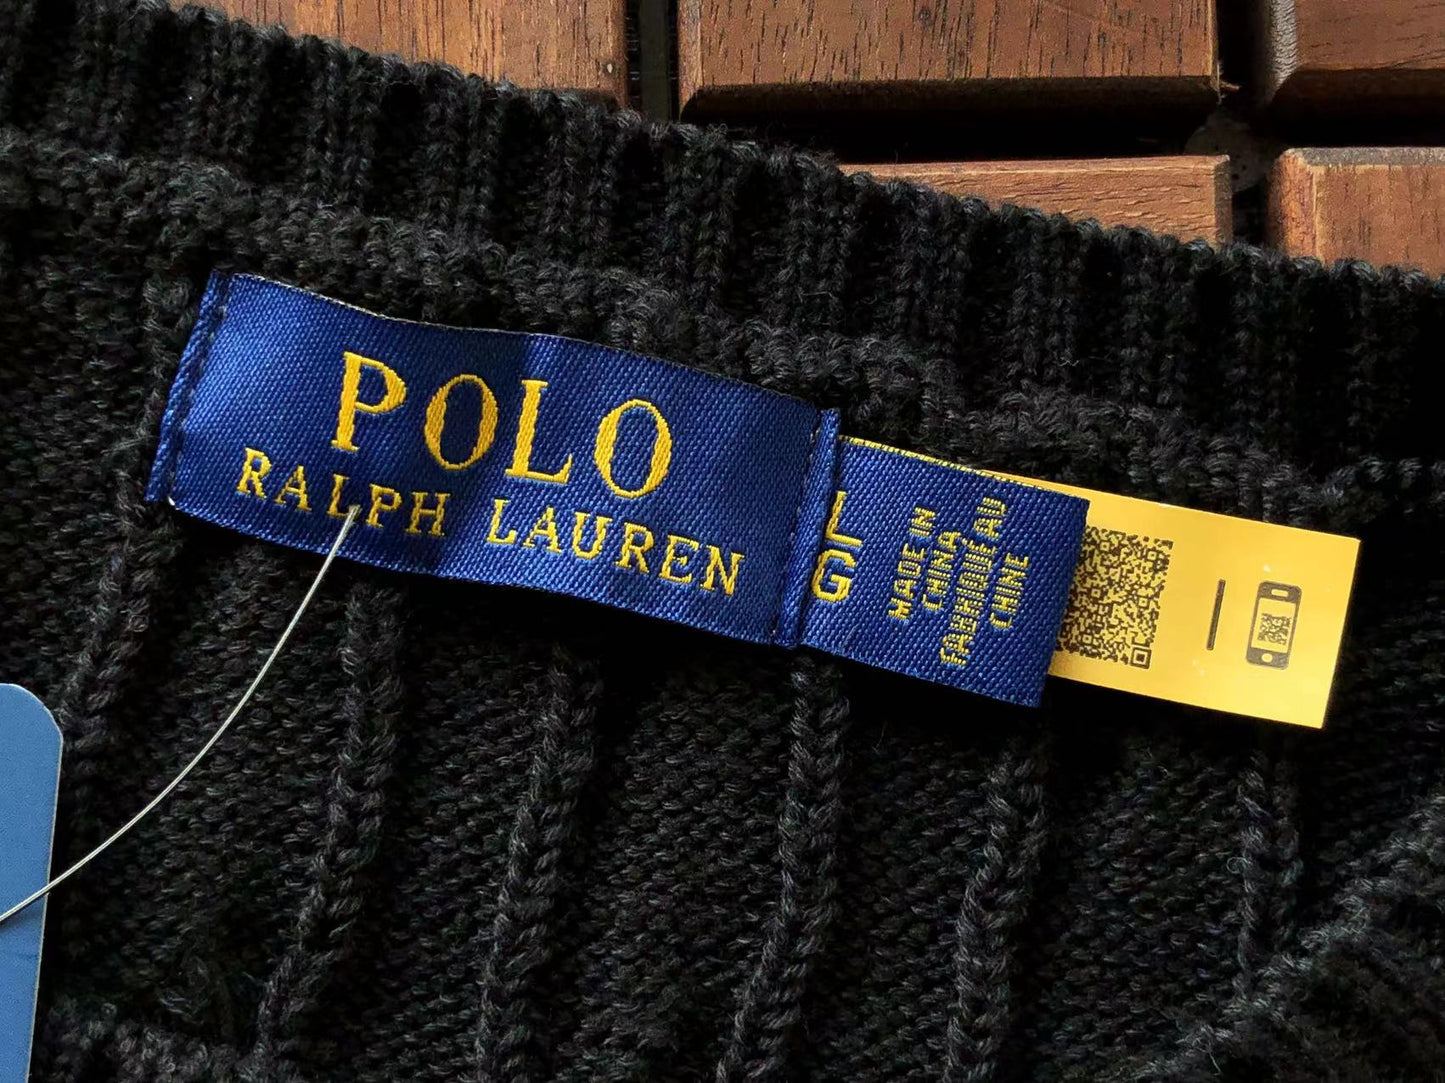 POLO
RALPH LAUREN
L
G
MADE IN
CHINA
FABRIQUÉ AU
CHINE